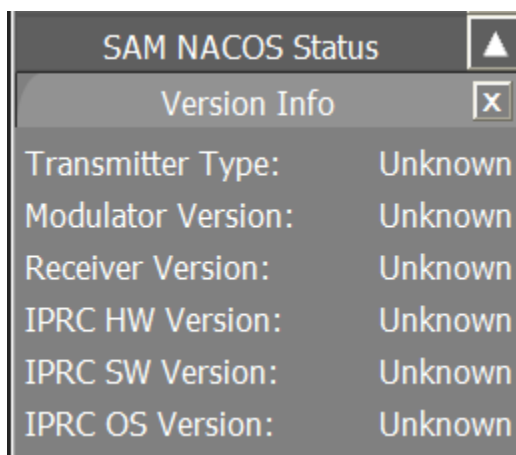 SAM NACOS Status
Version Info X
Transmitter Type: Unknown
Modulator Version: Unknown
Receiver Version: Unknown
IPRC HW Version: Unknown
IPRC SW Version: Unknown
IPRC OS Version: Unknown